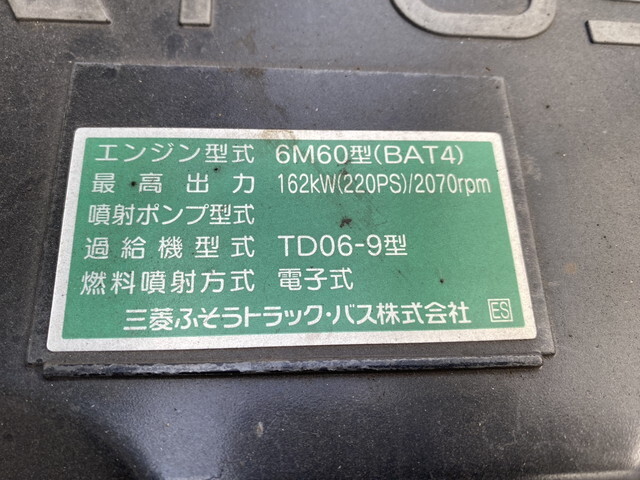 エンジン型式 6M60型(BAT4)
最高出力 162kW(220PS)/2070rpm
噴射ポンプ型式
過給機型式 TD06-9型
燃料噴射方式 電子式
三菱ふそうトラック・バス株式会社 ES